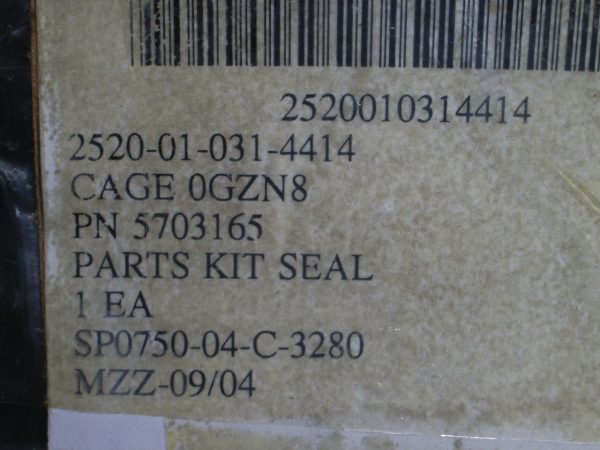 2520010314414
2520-01-031-4414
CAGE 0GZN8
PN 5703165
PARTS KIT SEAL
1 EA
SP0750-04-C-3280
MZZ-09/04